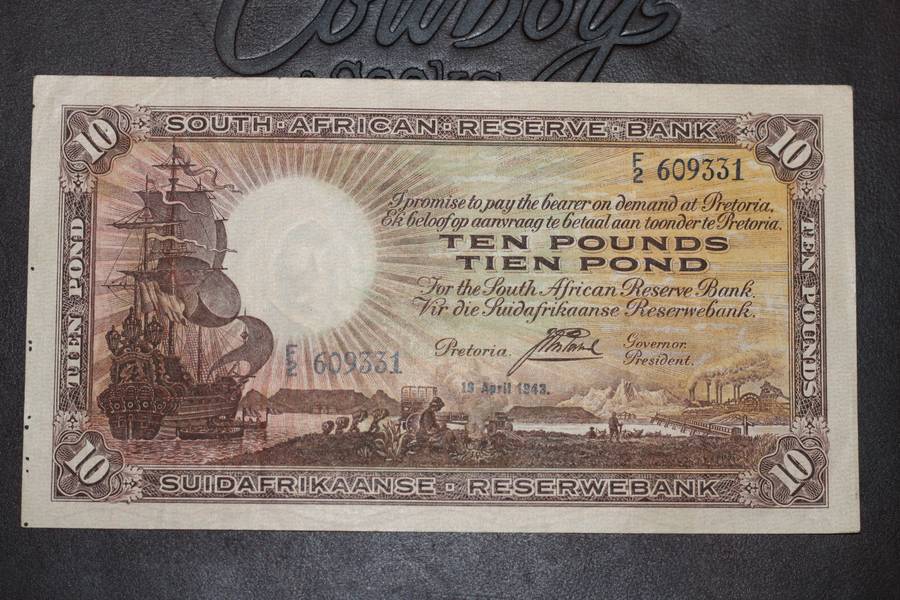 Cowboys
SOUTH·AFRICAN·RESERVE·BANK
10
10
F/2 609331
I promise to pay the bearer on demand at Pretoria,
Ek beloof op aanvraag te betaal aan toonder te Pretoria.
TEN POUNDS
TIEN POND
For the South African Reserve Bank.
Vir die Suidafrikaanse Reserwebank.
TIEN POND
TEN POUNDS
F/2 609331
Pretoria.
Governor.
President.
19 April 1943.
10
10
SUIDAFRIKAANSE·RESERWEBANK